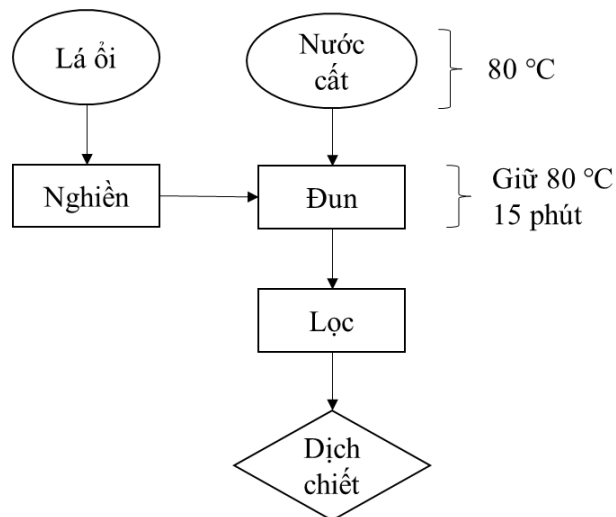 Lá ổi
Nước
cất
80 °C
Nghiền
Đun
Giữ 80 °C
15 phút
Lọc
Dịch
chiết